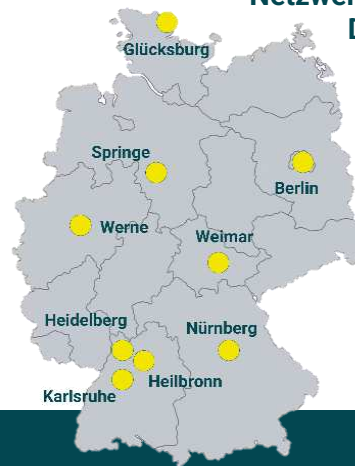 Glücksburg
Springe
Berlin
Werne
Weimar
Heidelberg
Nürnberg
Heilbronn
Karlsruhe